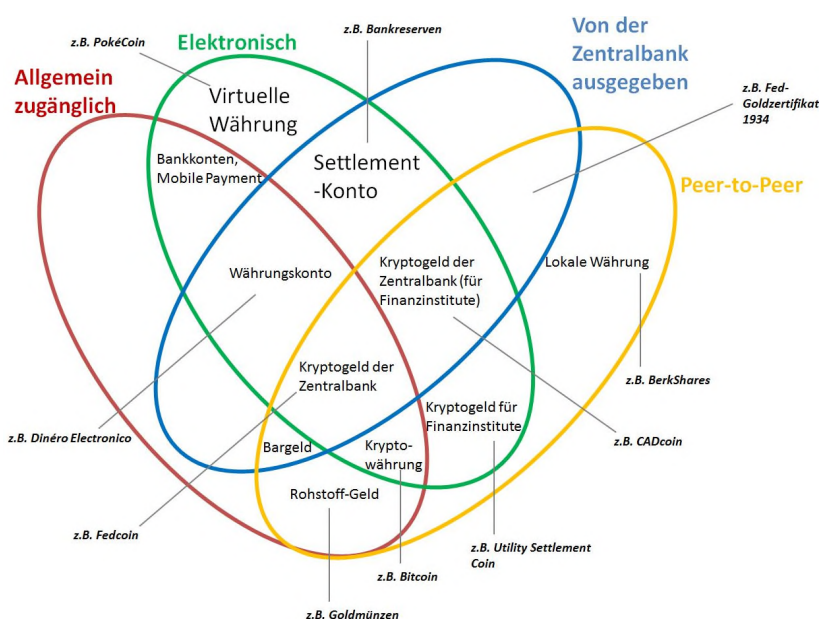 z.B. PokéCoin
Elektronisch
z.B. Bankreserven
Von der
Zentralbank
ausgegeben
Allgemein
zugänglich
Virtuelle
Währung
z.B. Fed-
Goldzertifikat
1934
Bankkonten,
Mobile Payment
Settlement
-Konto
Peer-to-Peer
Währungskonto
Kryptogeld der
Zentralbank (für
Finanzinstitute)
Lokale Währung
Kryptogeld der
Zentralbank
z.B. BerkShares
Kryptogeld für
Finanzinstitute
z.B. Dinéro Electronico
z.B. CADcoin
Bargeld
Krypto-
währung
Rohstoff-Geld
z.B. Fedcoin
z.B. Utility Settlement
Coin
z.B. Bitcoin
z.B. Goldmünzen